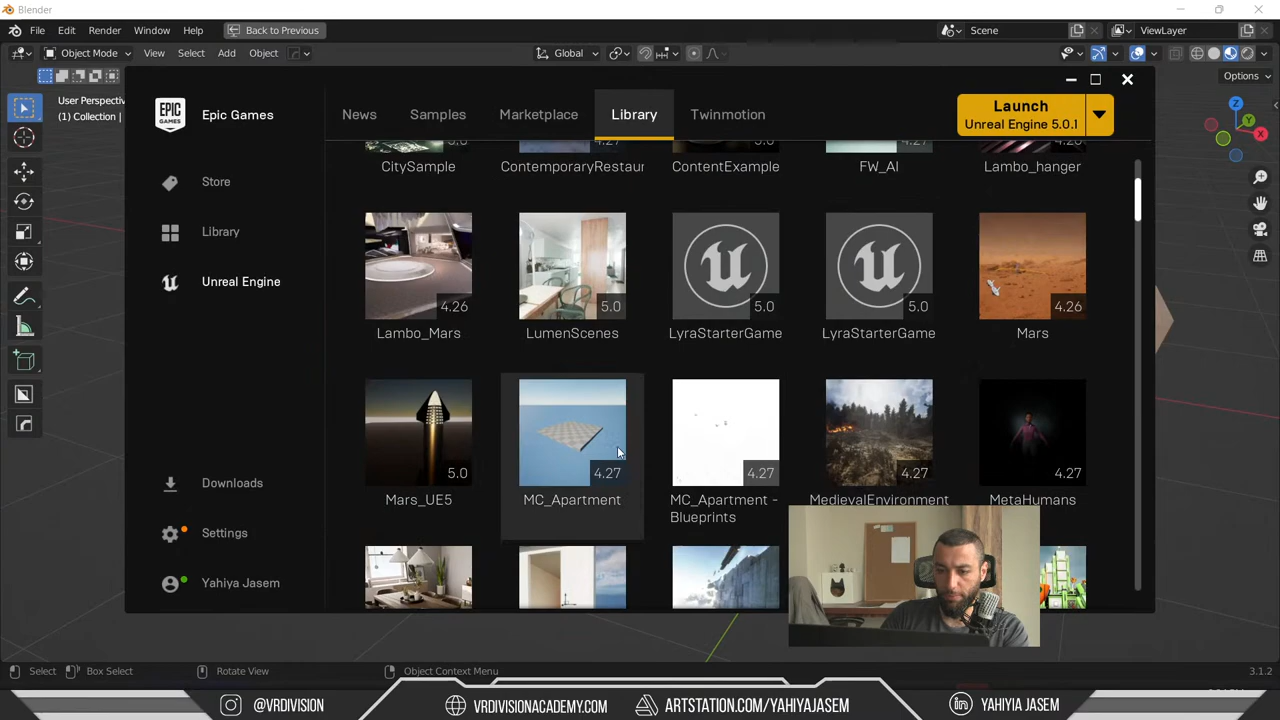 Blender
File Edit Render Window Help Back to Previous Scene ViewLayer
Object Mode View Select Add Object Global
Options
User Perspectiv
(1) Collection |
EPIC
GAMES
Epic Games
News Samples Marketplace Library Twinmotion
Launch
Unreal Engine 5.0.1
Store
Library
Unreal Engine
Downloads
Settings
Yahiya Jasem
CitySample ContemporaryRestaur ContentExample FW_AI Lambo_hanger
4.26 5.0 5.0 5.0 4.26
Lambo_Mars LumenScenes LyraStarterGame LyraStarterGame Mars
5.0 4.27 4.27 4.27 4.27
Mars_UE5 MC_Apartment MC_Apartment - MedievalEnvironment MetaHumans
Blueprints
Z
Y
X
Select Box Select Rotate View Object Context Menu 3.1.2
@VRDIVISION VRDIVISIONACADEMY.COM ARTSTATION.COM/YAHIYAJASEM YAHIYIA JASEM